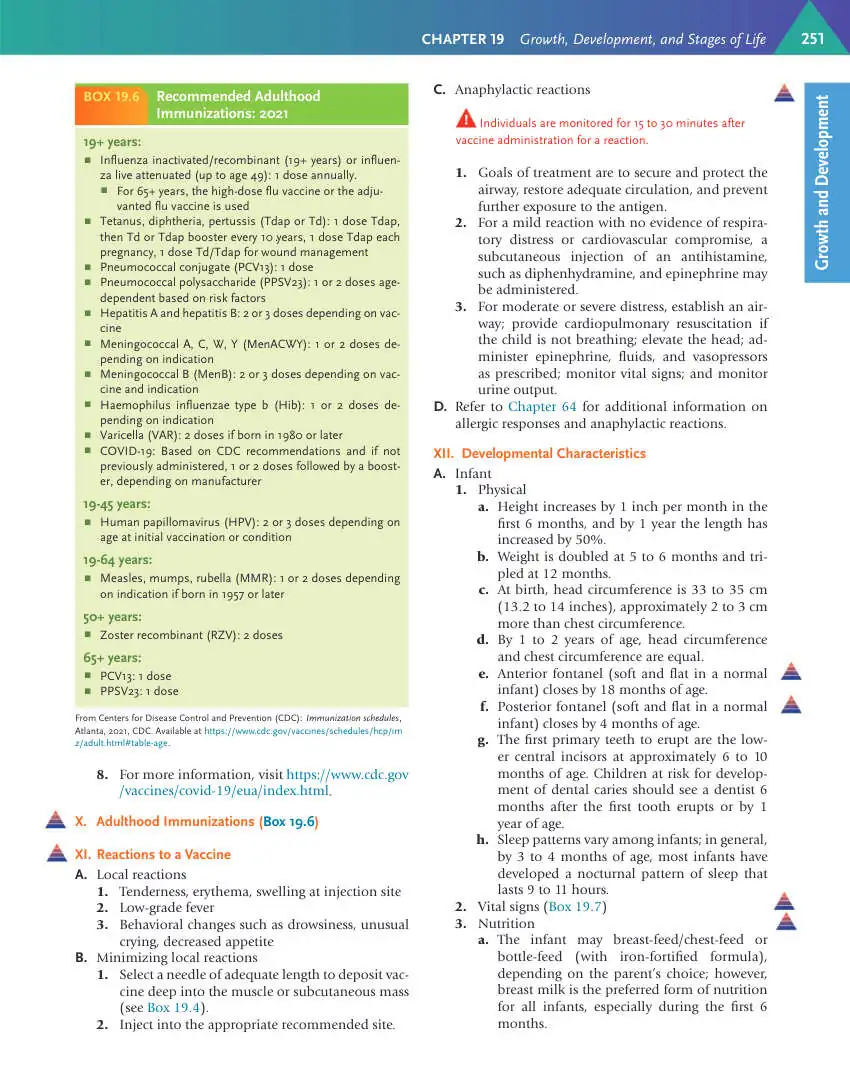 CHAPTER 19 Growth, Development, and Stages of Life 251
BOX 19.6 Recommended Adulthood
Immunizations: 2021
19+ years:
■ Influenza inactivated/recombinant (19+ years) or influen-
za live attenuated (up to age 49): 1 dose annually.
■ For 65+ years, the high-dose flu vaccine or the adju-
vanted flu vaccine is used
■ Tetanus, diphtheria, pertussis (Tdap or Td): 1 dose Tdap,
then Td or Tdap booster every 10 years, 1 dose Tdap each
pregnancy, 1 dose Td/Tdap for wound management
■ Pneumococcal conjugate (PCV13): 1 dose
■ Pneumococcal polysaccharide (PPSV23): 1 or 2 doses age-
dependent based on risk factors
■ Hepatitis A and hepatitis B: 2 or 3 doses depending on vac-
cine
■ Meningococcal A, C, W, Y (MenACWY): 1 or 2 doses de-
pending on indication
■ Meningococcal B (MenB): 2 or 3 doses depending on vac-
cine and indication
■ Haemophilus influenzae type b (Hib): 1 or 2 doses de-
pending on indication
■ Varicella (VAR): 2 doses if born in 1980 or later
■ COVID-19: Based on CDC recommendations and if not
previously administered, 1 or 2 doses followed by a boost-
er, depending on manufacturer
19-45 years:
■ Human papillomavirus (HPV): 2 or 3 doses depending on
age at initial vaccination or condition
19-64 years:
■ Measles, mumps, rubella (MMR): 1 or 2 doses depending
on indication if born in 1957 or later
50+ years:
■ Zoster recombinant (RZV): 2 doses
65+ years:
■ PCV13: 1 dose
■ PPSV23: 1 dose
From Centers for Disease Control and Prevention (CDC): Immunization schedules,
Atlanta, 2021, CDC. Available at https://www.cdc.gov/vaccines/schedules/hcp/im
z/adult.html#table-age.
8. For more information, visit https://www.cdc.gov
/vaccines/covid-19/eua/index.html.
X. Adulthood Immunizations (Box 19.6)
XI. Reactions to a Vaccine
A. Local reactions
1. Tenderness, erythema, swelling at injection site
2. Low-grade fever
3. Behavioral changes such as drowsiness, unusual
crying, decreased appetite
B. Minimizing local reactions
1. Select a needle of adequate length to deposit vac-
cine deep into the muscle or subcutaneous mass
(see Box 19.4).
2. Inject into the appropriate recommended site.
C. Anaphylactic reactions
Individuals are monitored for 15 to 30 minutes after
vaccine administration for a reaction.
1. Goals of treatment are to secure and protect the
airway, restore adequate circulation, and prevent
further exposure to the antigen.
2. For a mild reaction with no evidence of respira-
tory distress or cardiovascular compromise, a
subcutaneous injection of an antihistamine,
such as diphenhydramine, and epinephrine may
be administered.
3. For moderate or severe distress, establish an air-
way; provide cardiopulmonary resuscitation if
the child is not breathing; elevate the head; ad-
minister epinephrine, fluids, and vasopressors
as prescribed; monitor vital signs; and monitor
urine output.
D. Refer to Chapter 64 for additional information on
allergic responses and anaphylactic reactions.
XII. Developmental Characteristics
A. Infant
1. Physical
a. Height increases by 1 inch per month in the
first 6 months, and by 1 year the length has
increased by 50%.
b. Weight is doubled at 5 to 6 months and tri-
pled at 12 months.
c. At birth, head circumference is 33 to 35 cm
(13.2 to 14 inches), approximately 2 to 3 cm
more than chest circumference.
d. By 1 to 2 years of age, head circumference
and chest circumference are equal.
e. Anterior fontanel (soft and flat in a normal
infant) closes by 18 months of age.
f. Posterior fontanel (soft and flat in a normal
infant) closes by 4 months of age.
g. The first primary teeth to erupt are the low-
er central incisors at approximately 6 to 10
months of age. Children at risk for develop-
ment of dental caries should see a dentist 6
months after the first tooth erupts or by 1
year of age.
h. Sleep patterns vary among infants; in general,
by 3 to 4 months of age, most infants have
developed a nocturnal pattern of sleep that
lasts 9 to 11 hours.
2. Vital signs (Box 19.7)
3. Nutrition
a. The infant may breast-feed/chest-feed or
bottle-feed (with iron-fortified formula),
depending on the parent's choice; however,
breast milk is the preferred form of nutrition
for all infants, especially during the first 6
months.
Growth and Development